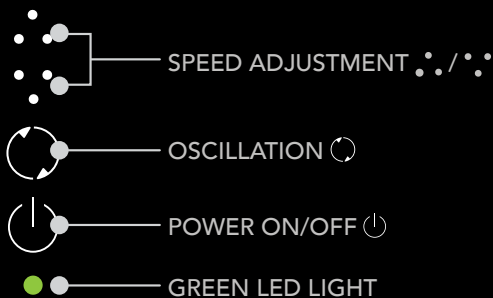 SPEED ADJUSTMENT /
OSCILLATION
POWER ON/OFF
GREEN LED LIGHT